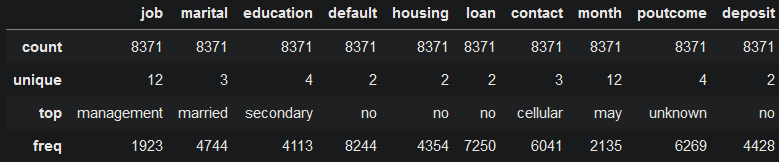 job marital education default housing loan contact month poutcome deposit
count 8371 8371 8371 8371 8371 8371 8371 8371 8371 8371
unique 12 3 4 2 2 2 3 12 4 2
top management married secondary no no no cellular may unknown no
freq 1923 4744 4113 8244 4354 7250 6041 2135 6269 4428